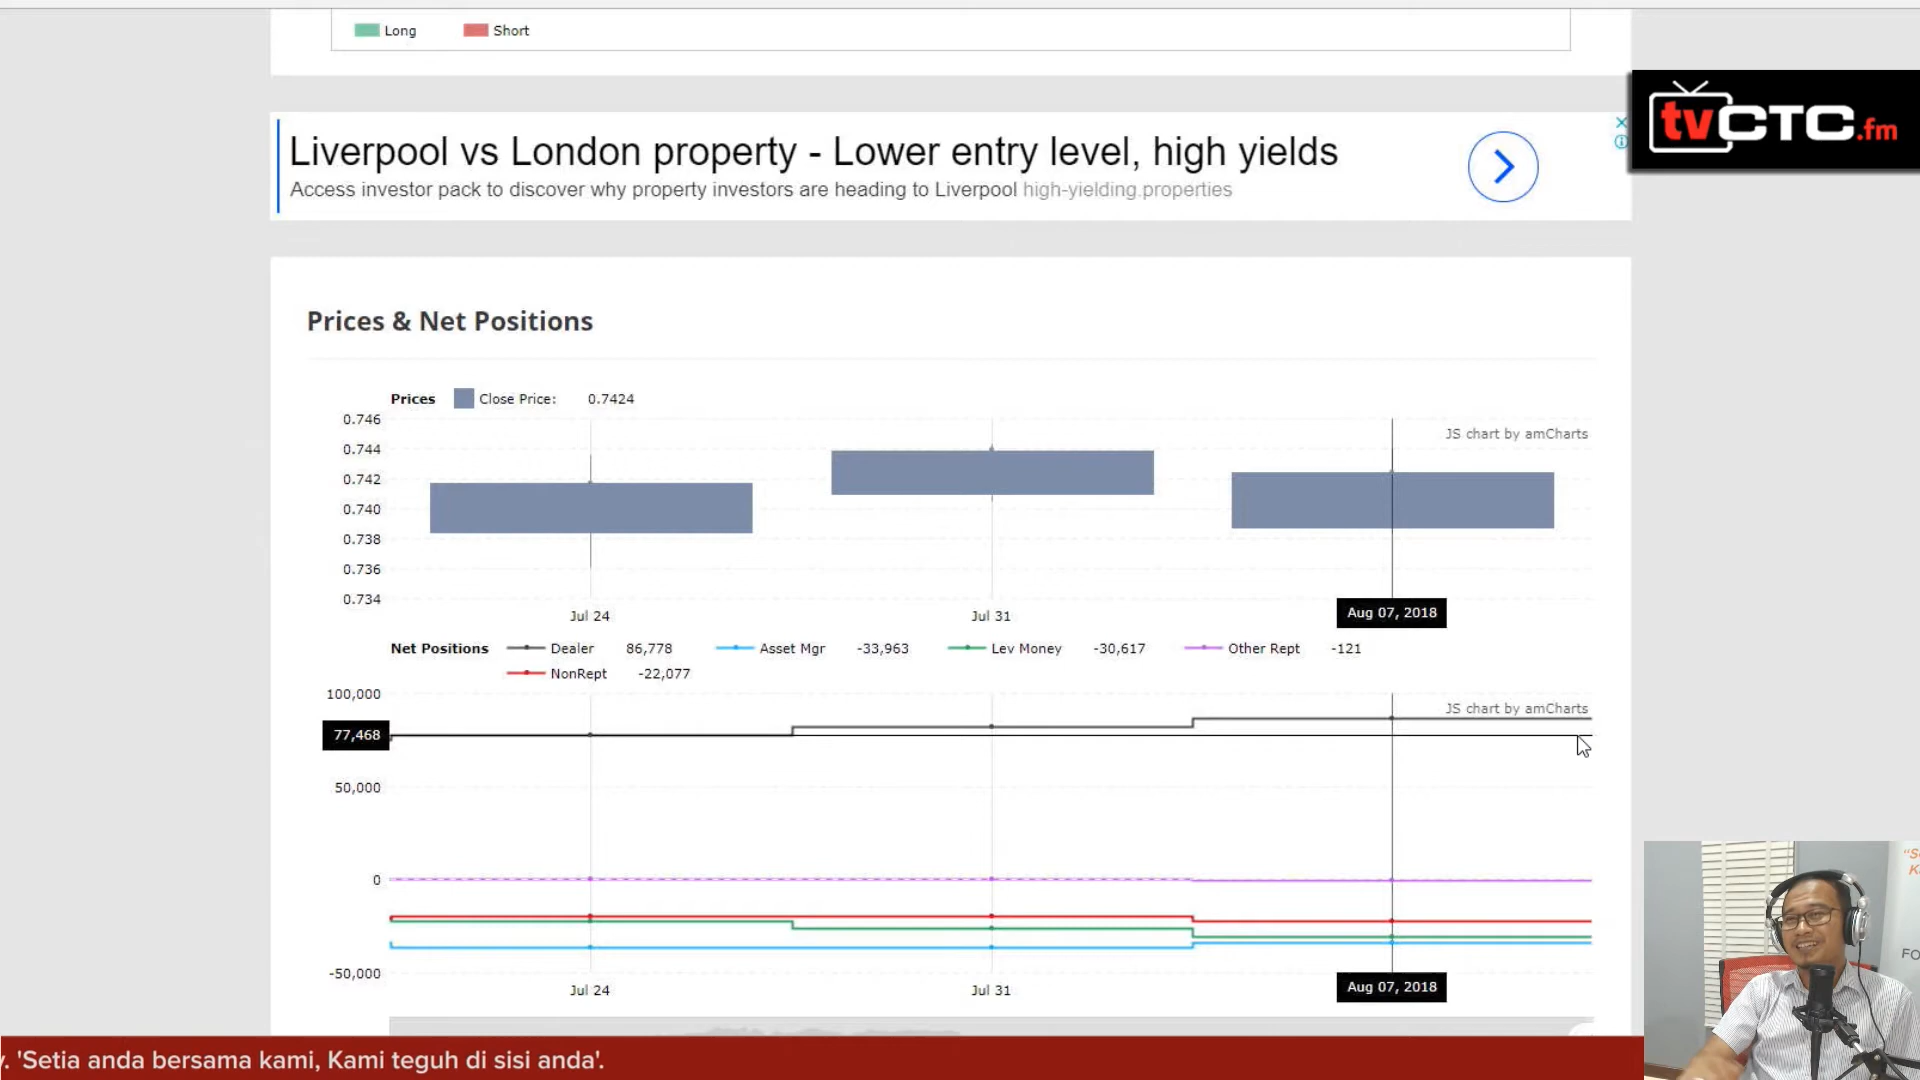 Long Short
tvCTC.fm
Liverpool vs London property - Lower entry level, high yields
Access investor pack to discover why property investors are heading to Liverpool high-yielding.properties
Prices & Net Positions
Prices Close Price: 0.7424
JS chart by amCharts
0.746
0.744
0.742
0.740
0.738
0.736
0.734
Jul 24 Jul 31 Aug 07, 2018
Net Positions Dealer 86,778 Asset Mgr -33,963 Lev Money -30,617 Other Rept -121
NonRept -22,077
JS chart by amCharts
100,000
77,468
50,000
0
-50,000
Jul 24 Jul 31 Aug 07, 2018
FO
. 'Setia anda bersama kami, Kami teguh di sisi anda'.